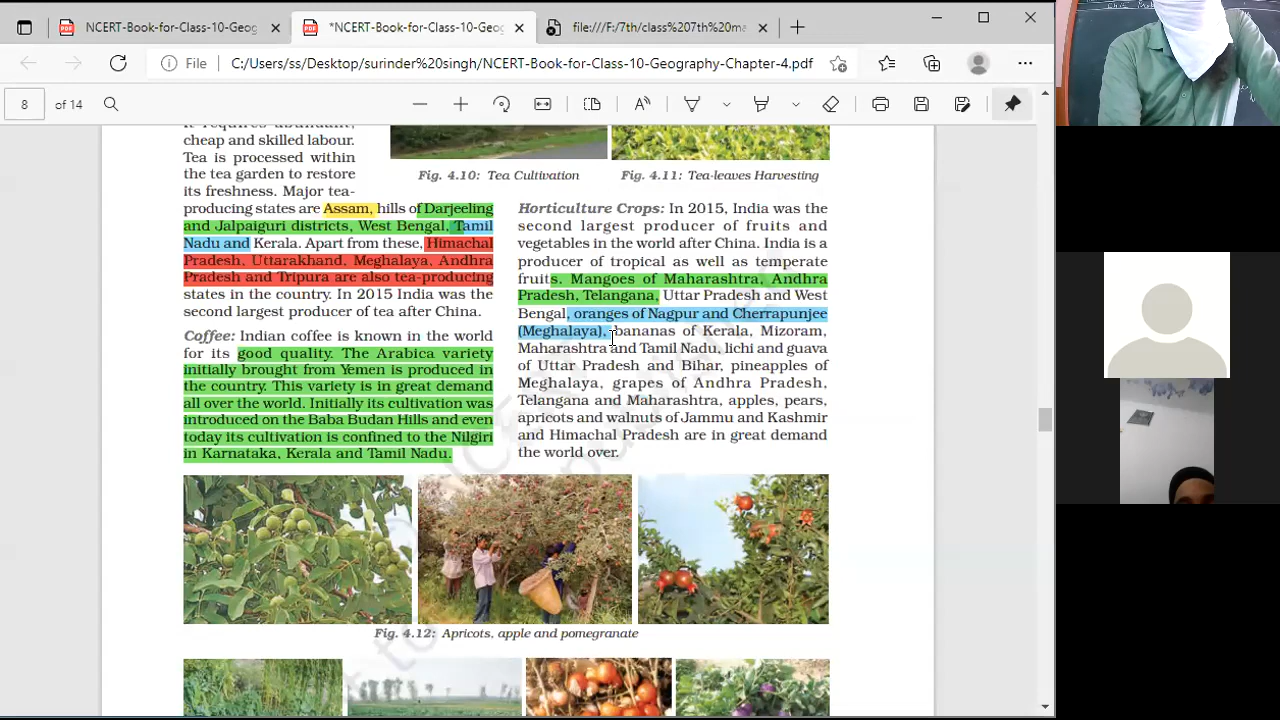 NCERT-Book-for-Class-10-Geog
*NCERT-Book-for-Class-10-Geog
file:///F:/7th/class%207th%20ma
File
C:/Users/ss/Desktop/surinder%20singh/NCERT-Book-for-Class-10-Geography-Chapter-4.pdf
8 of 14
It requires abundant,
cheap and skilled labour.
Tea is processed within
the tea garden to restore
its freshness. Major tea-
producing states are Assam, hills of Darjeeling
and Jalpaiguri districts, West Bengal, Tamil
Nadu and Kerala. Apart from these, Himachal
Pradesh, Uttarakhand, Meghalaya, Andhra
Pradesh and Tripura are also tea-producing
states in the country. In 2015 India was the
second largest producer of tea after China.
Coffee: Indian coffee is known in the world
for its good quality. The Arabica variety
initially brought from Yemen is produced in
the country. This variety is in great demand
all over the world. Initially its cultivation was
introduced on the Baba Budan Hills and even
today its cultivation is confined to the Nilgiri
in Karnataka, Kerala and Tamil Nadu.
Fig. 4.10: Tea Cultivation
Fig. 4.11: Tea-leaves Harvesting
Horticulture Crops: In 2015, India was the
second largest producer of fruits and
vegetables in the world after China. India is a
producer of tropical as well as temperate
fruits. Mangoes of Maharashtra, Andhra
Pradesh, Telangana, Uttar Pradesh and West
Bengal, oranges of Nagpur and Cherrapunjee
(Meghalaya), bananas of Kerala, Mizoram,
Maharashtra and Tamil Nadu, lichi and guava
of Uttar Pradesh and Bihar, pineapples of
Meghalaya, grapes of Andhra Pradesh,
Telangana and Maharashtra, apples, pears,
apricots and walnuts of Jammu and Kashmir
and Himachal Pradesh are in great demand
the world over.
Fig. 4.12: Apricots, apple and pomegranate